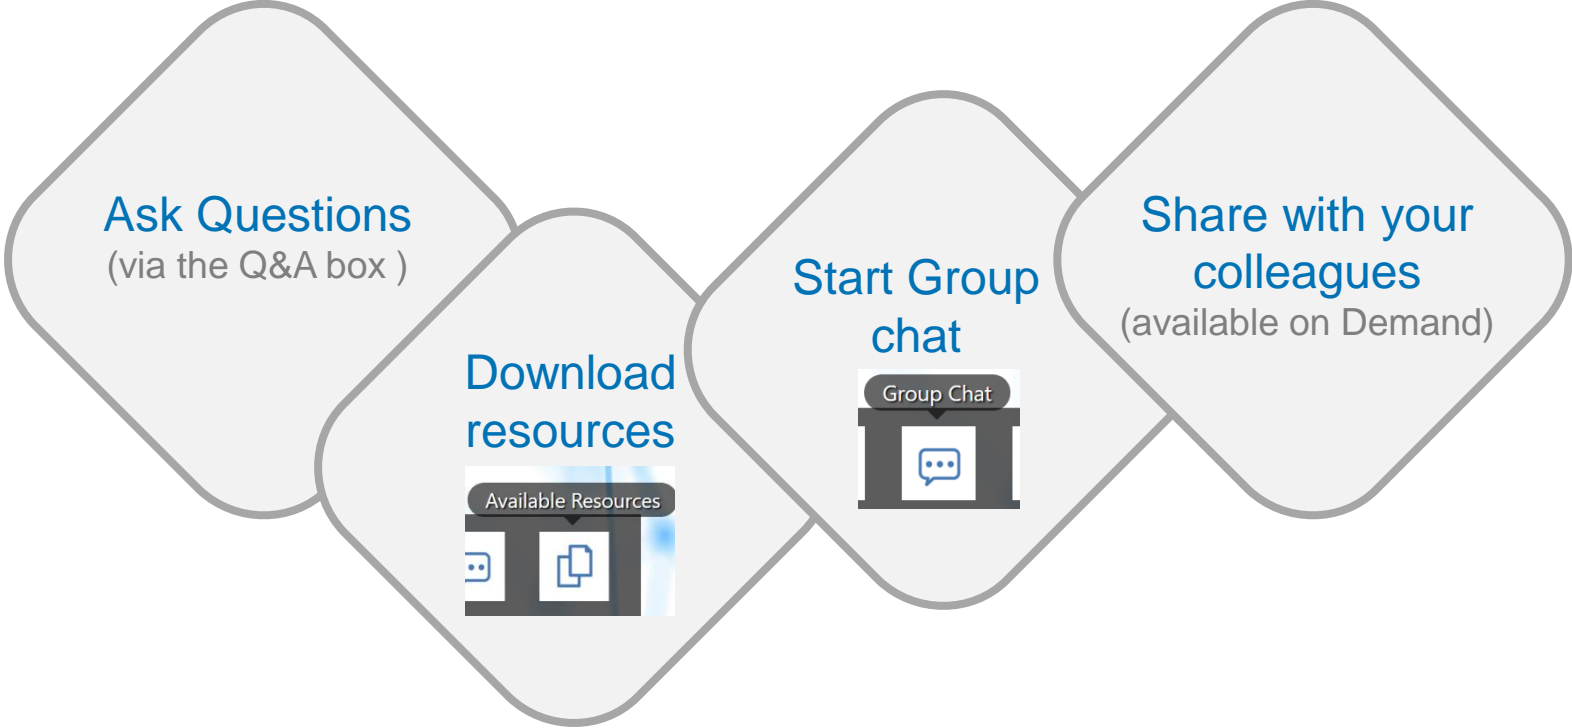 Ask Questions
(via the Q&A box )
Download
resources
Available Resources
Start Group
chat
Group Chat
Share with your
colleagues
(available on Demand)